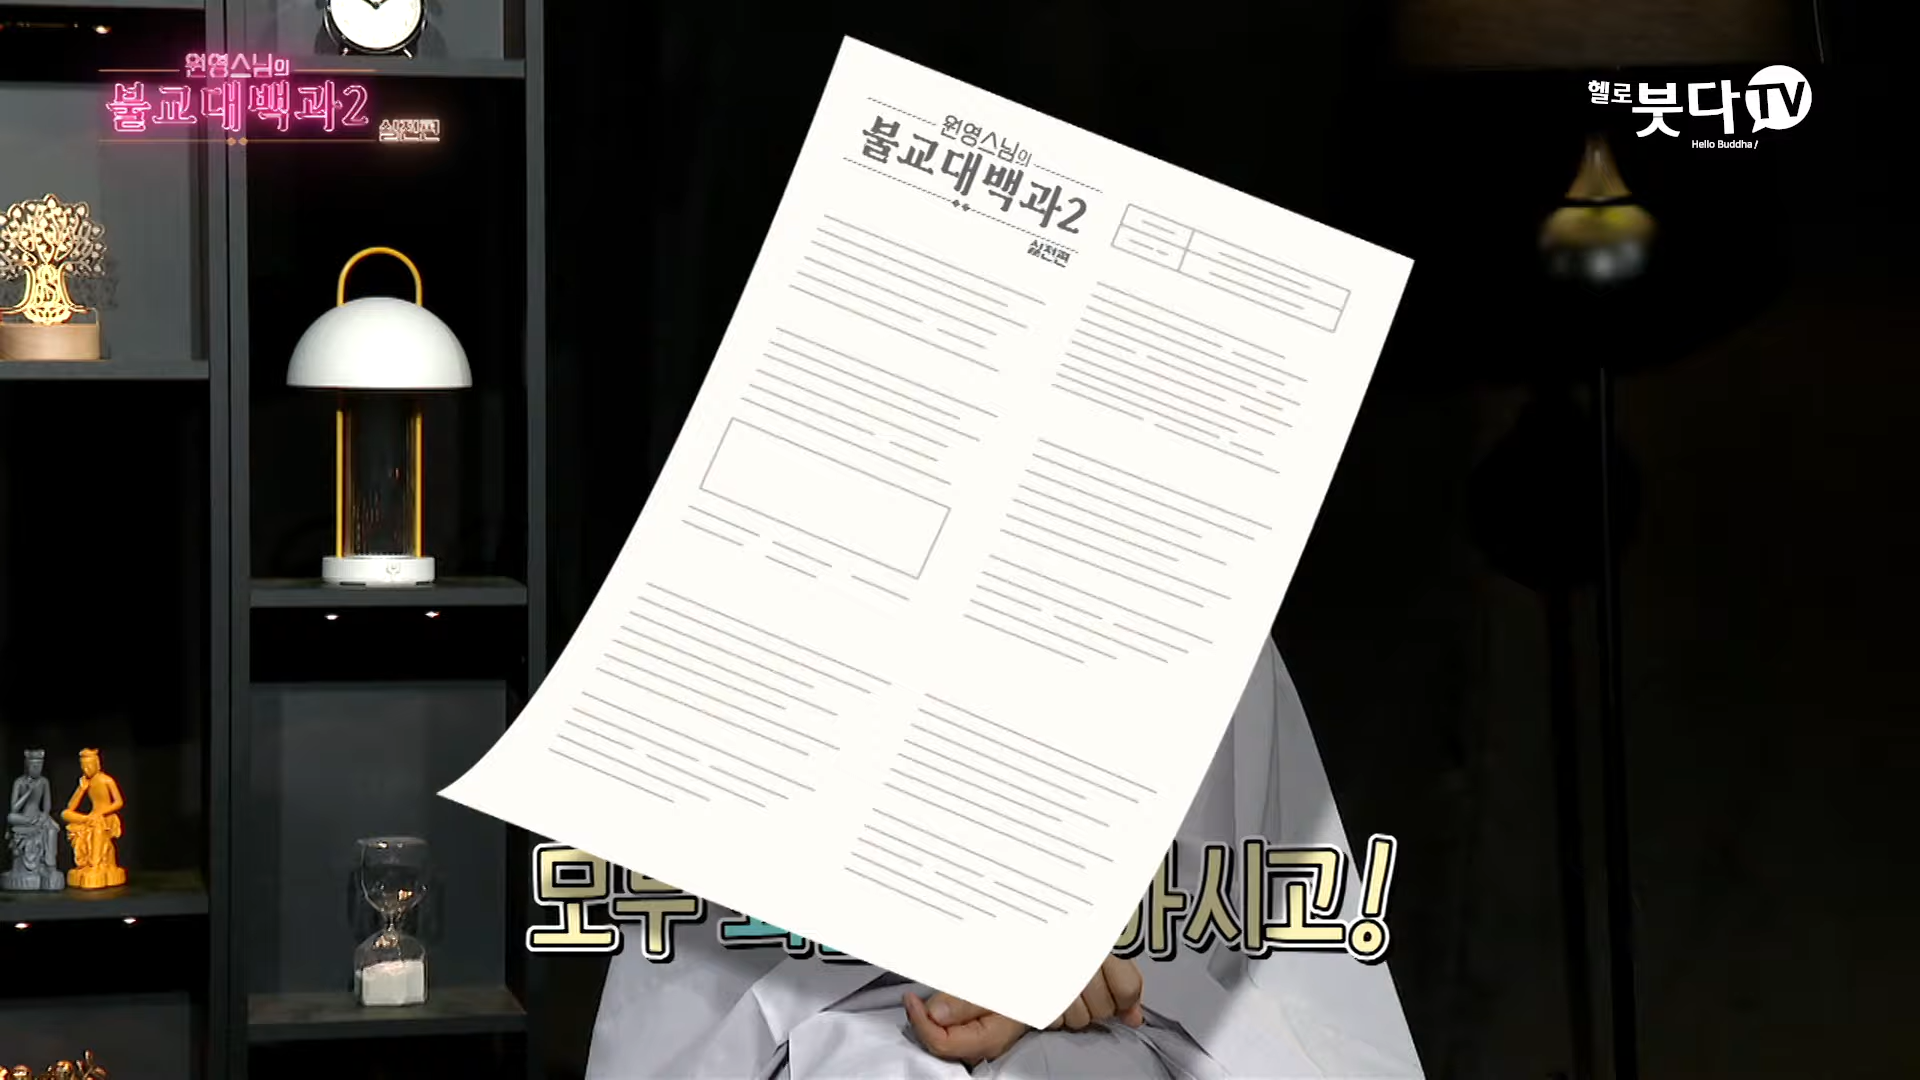 원영스님의
불교대백과2
실전편
헬로붓다TV
Hello Buddha!
원영스님의
불교대백과2
실전편
모두 하시고!